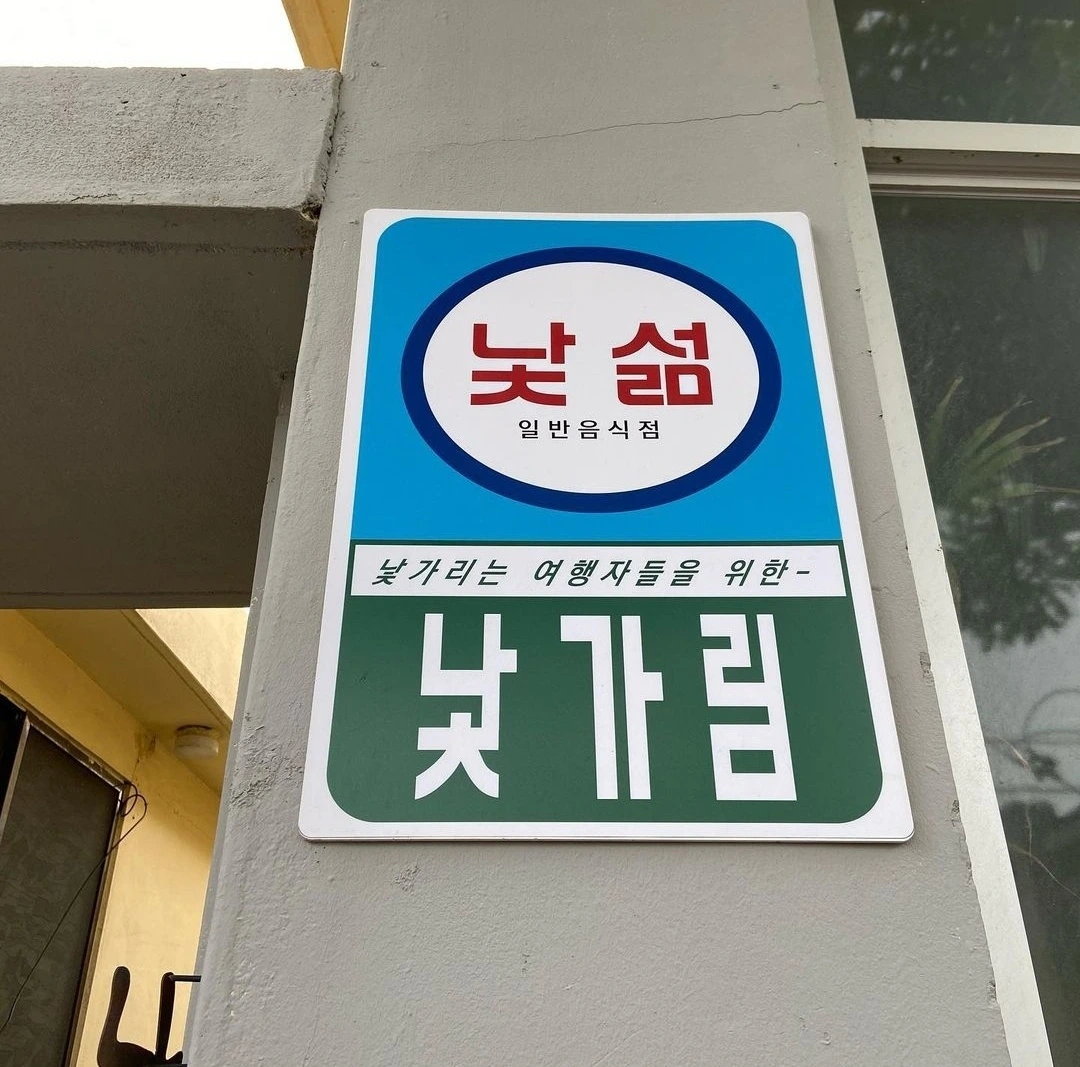 낯섦
일반음식점
낯가리는 여행자들을 위한-
낯가림